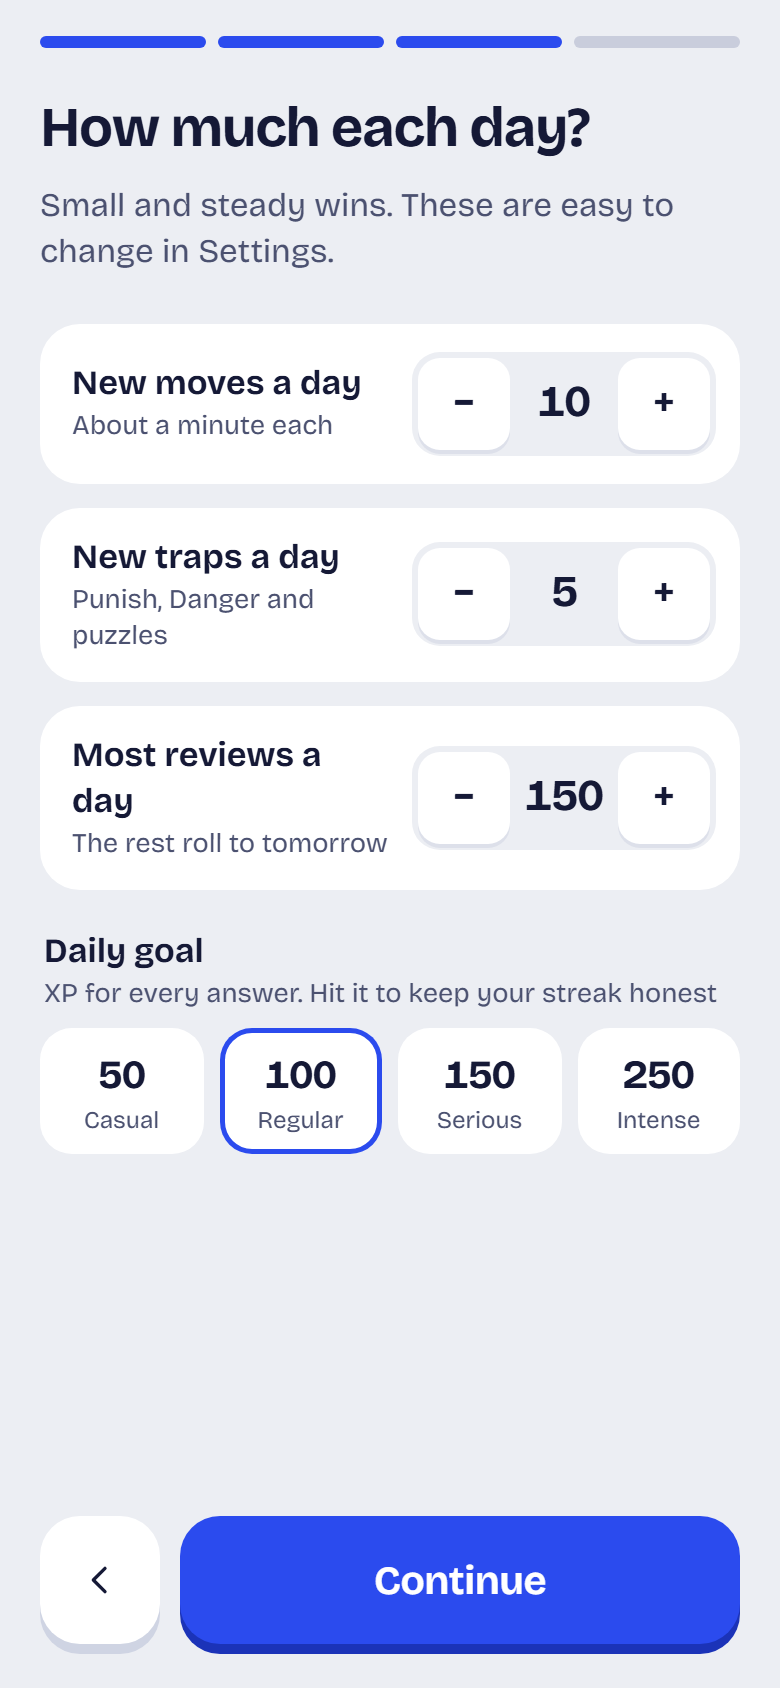 How much each day?
Small and steady wins. These are easy to
change in Settings.
New moves a day
About a minute each
− 10 +
New traps a day
Punish, Danger and
puzzles
− 5 +
Most reviews a
day
The rest roll to tomorrow
− 150 +
Daily goal
XP for every answer. Hit it to keep your streak honest
50 100 150 250
Casual Regular Serious Intense
Continue